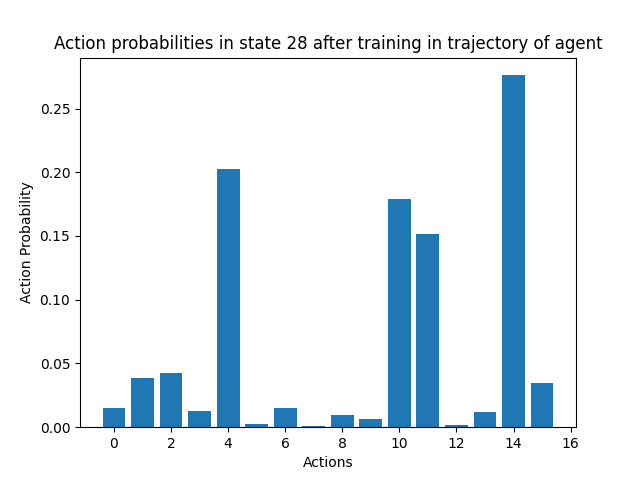 Action probabilities in state 28 after training in trajectory of agent
0.25
0.20
0.15
0.10
0.05
0.00
Action Probability
0 2 4 6 8 10 12 14 16
Actions